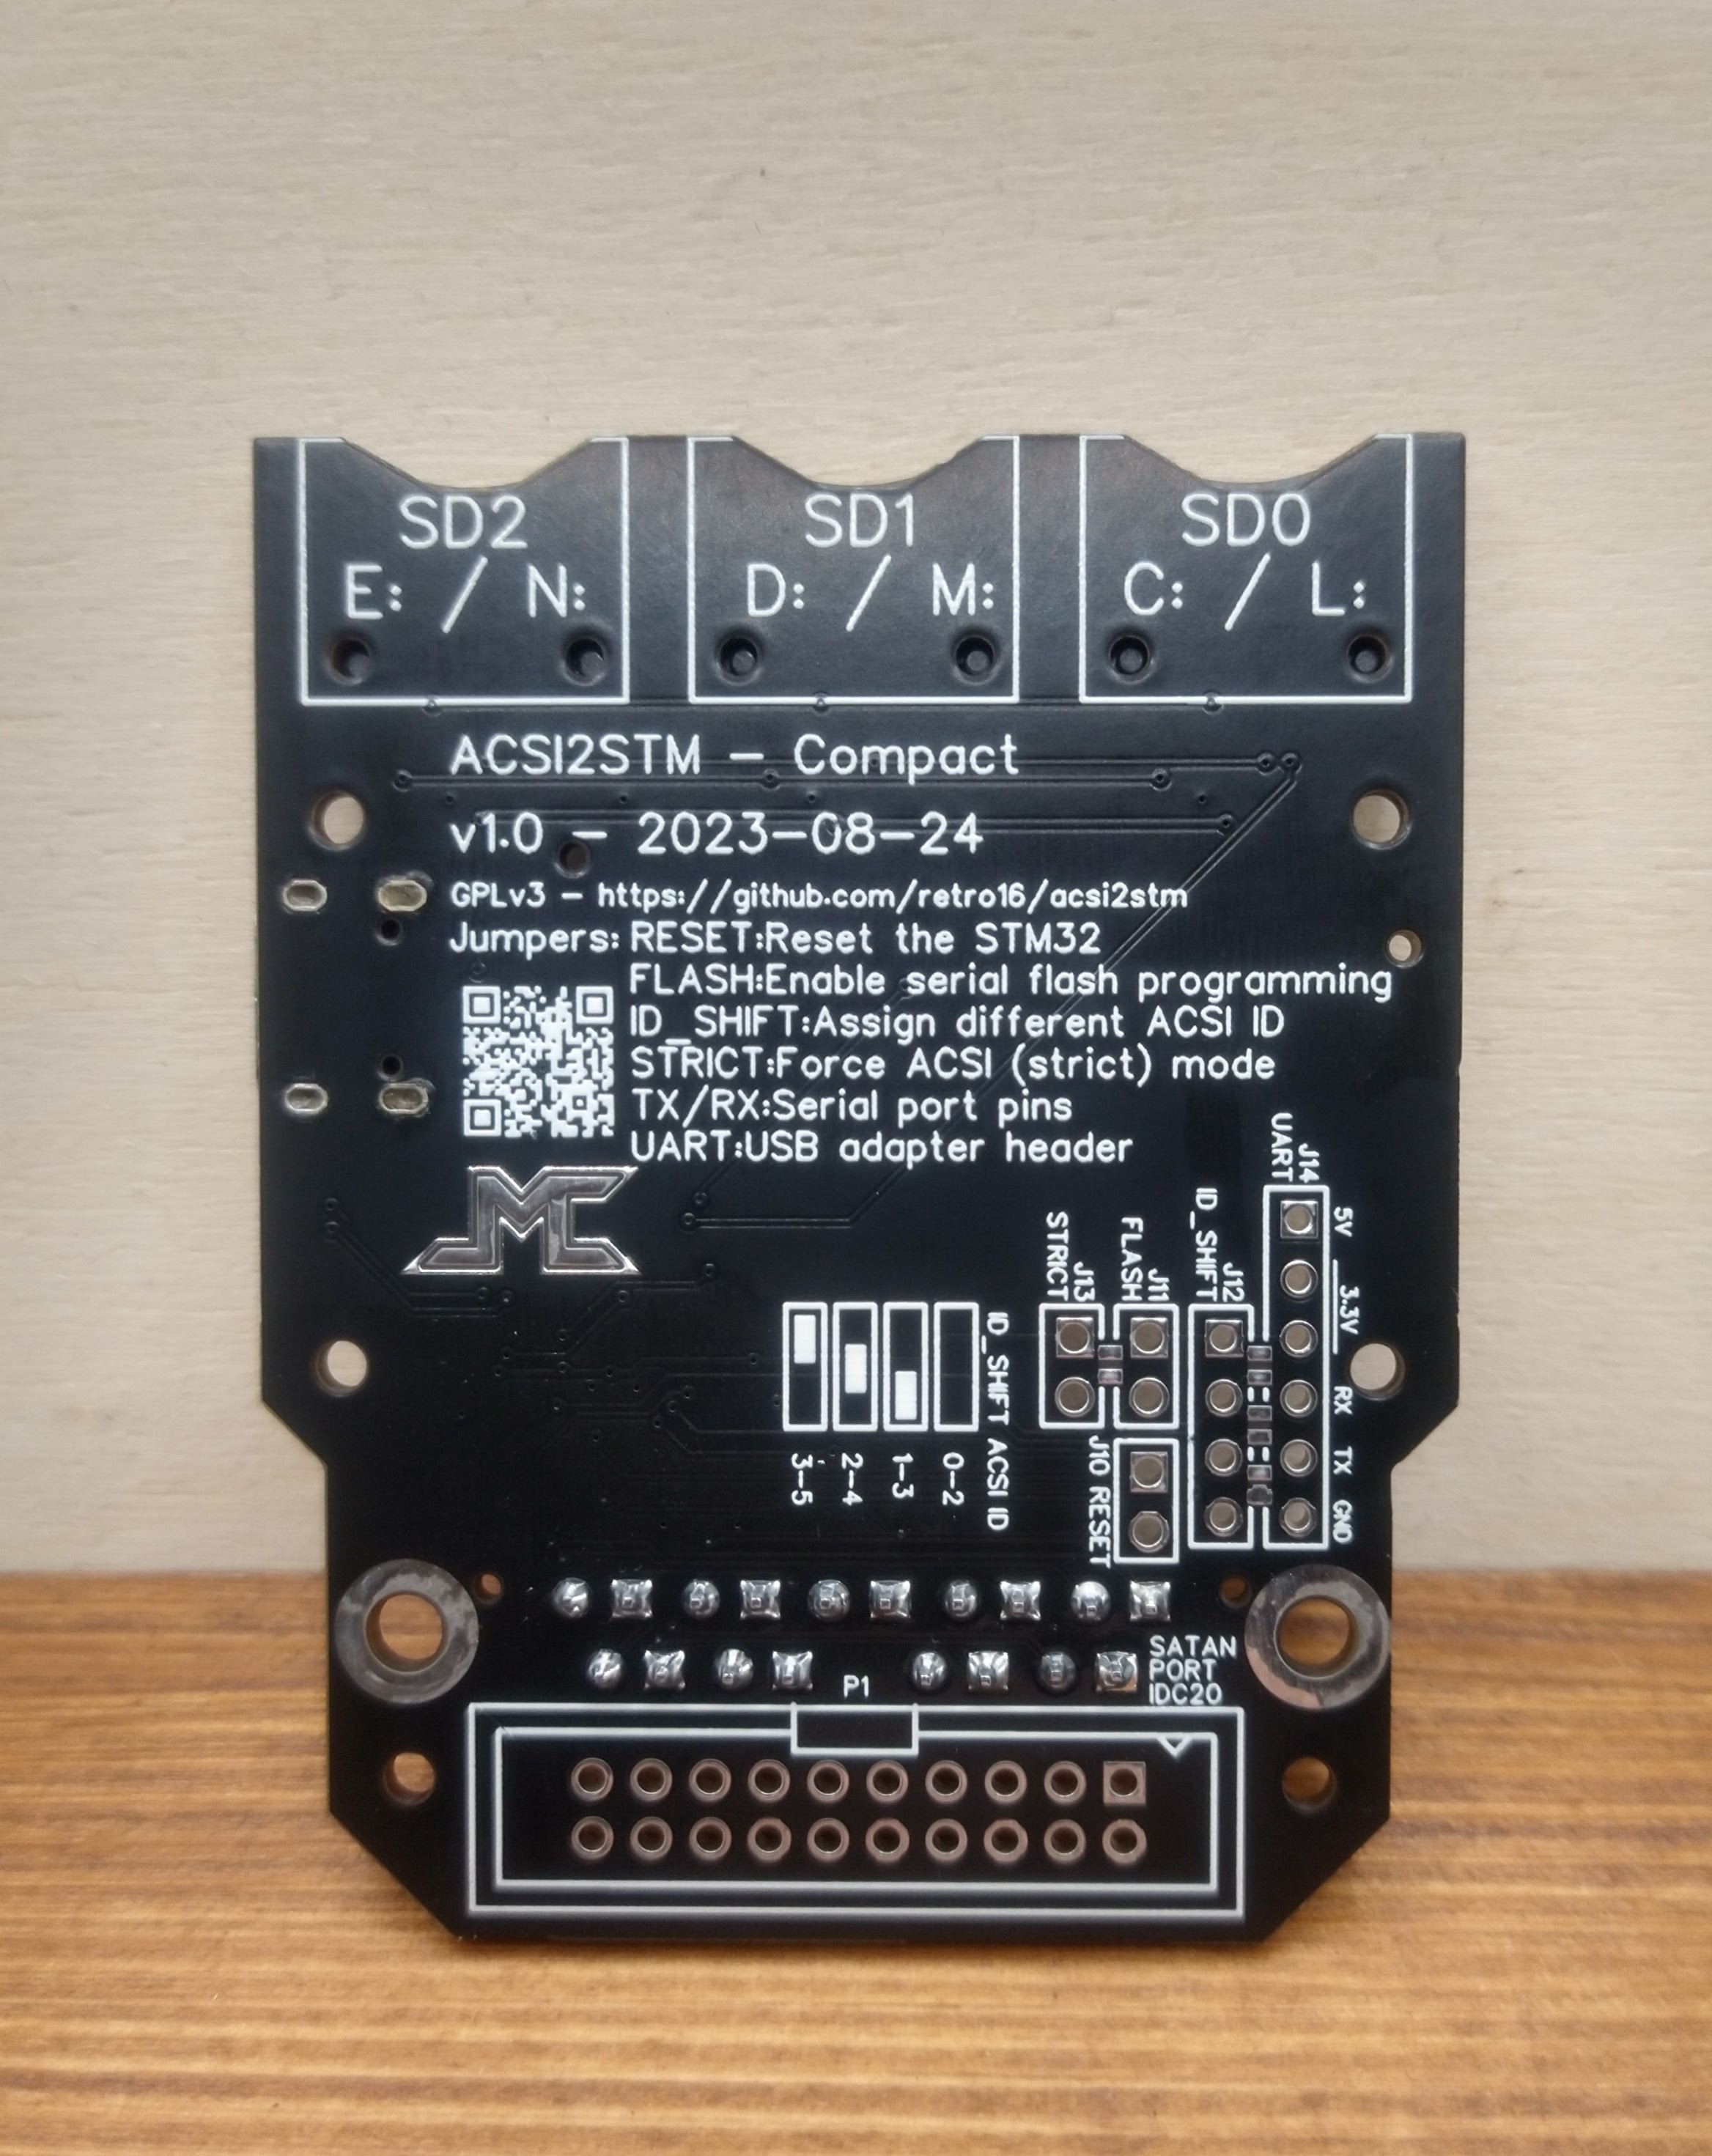 SD2 SD1 SD0
E: / N: D: / M: C: / L:
ACSI2STM - Compact
v1.0 - 2023-08-24
GPLv3 - https://github.com/retro16/acsi2stm
Jumpers: RESET:Reset the STM32
FLASH:Enable serial flash programming
ID_SHIFT:Assign different ACSI ID
STRICT:Force ACSI (strict) mode
TX/RX:Serial port pins
UART:USB adapter header
MC
J14
UART
5V
3.3V
RX
TX
GND
J12
ID_SHIFT
J11
FLASH
J13
STRICT
J10 RESET
ID_SHIFT ACSI ID
0-2
1-3
2-4
3-5
SATAN
PORT
IDC20
P1